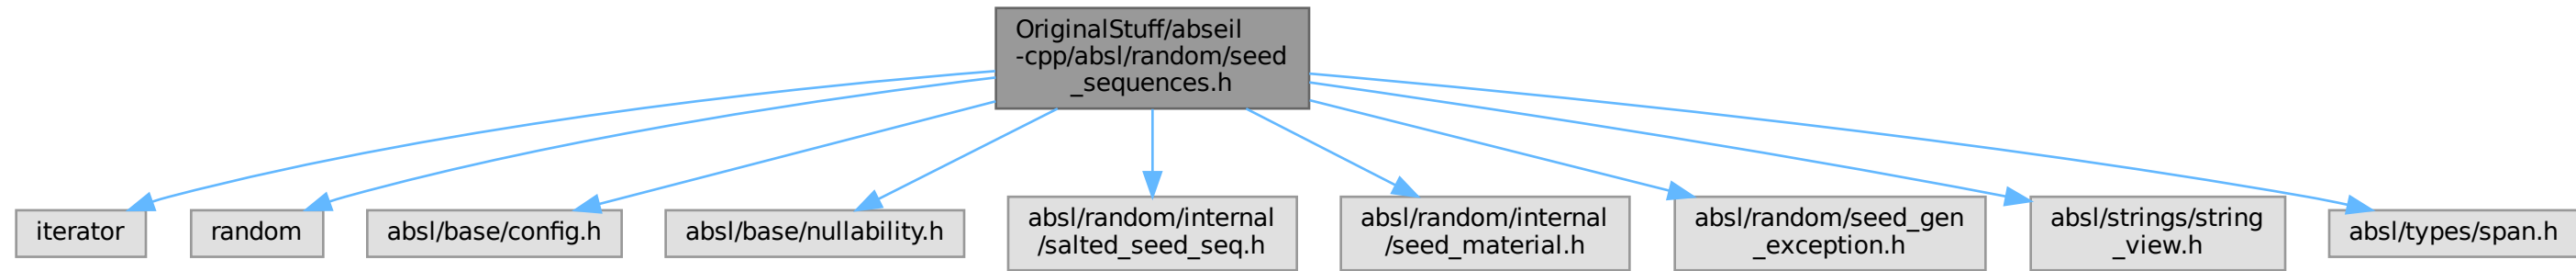 OriginalStuff/abseil
-cpp/absl/random/seed
_sequences.h
iterator
random
absl/base/config.h
absl/base/nullability.h
absl/random/internal
/salted_seed_seq.h
absl/random/internal
/seed_material.h
absl/random/seed_gen
_exception.h
absl/strings/string
_view.h
absl/types/span.h